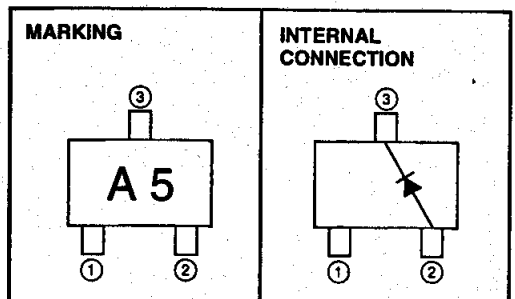 MARKING
③
A 5
①
②
INTERNAL
CONNECTION
③
①
②